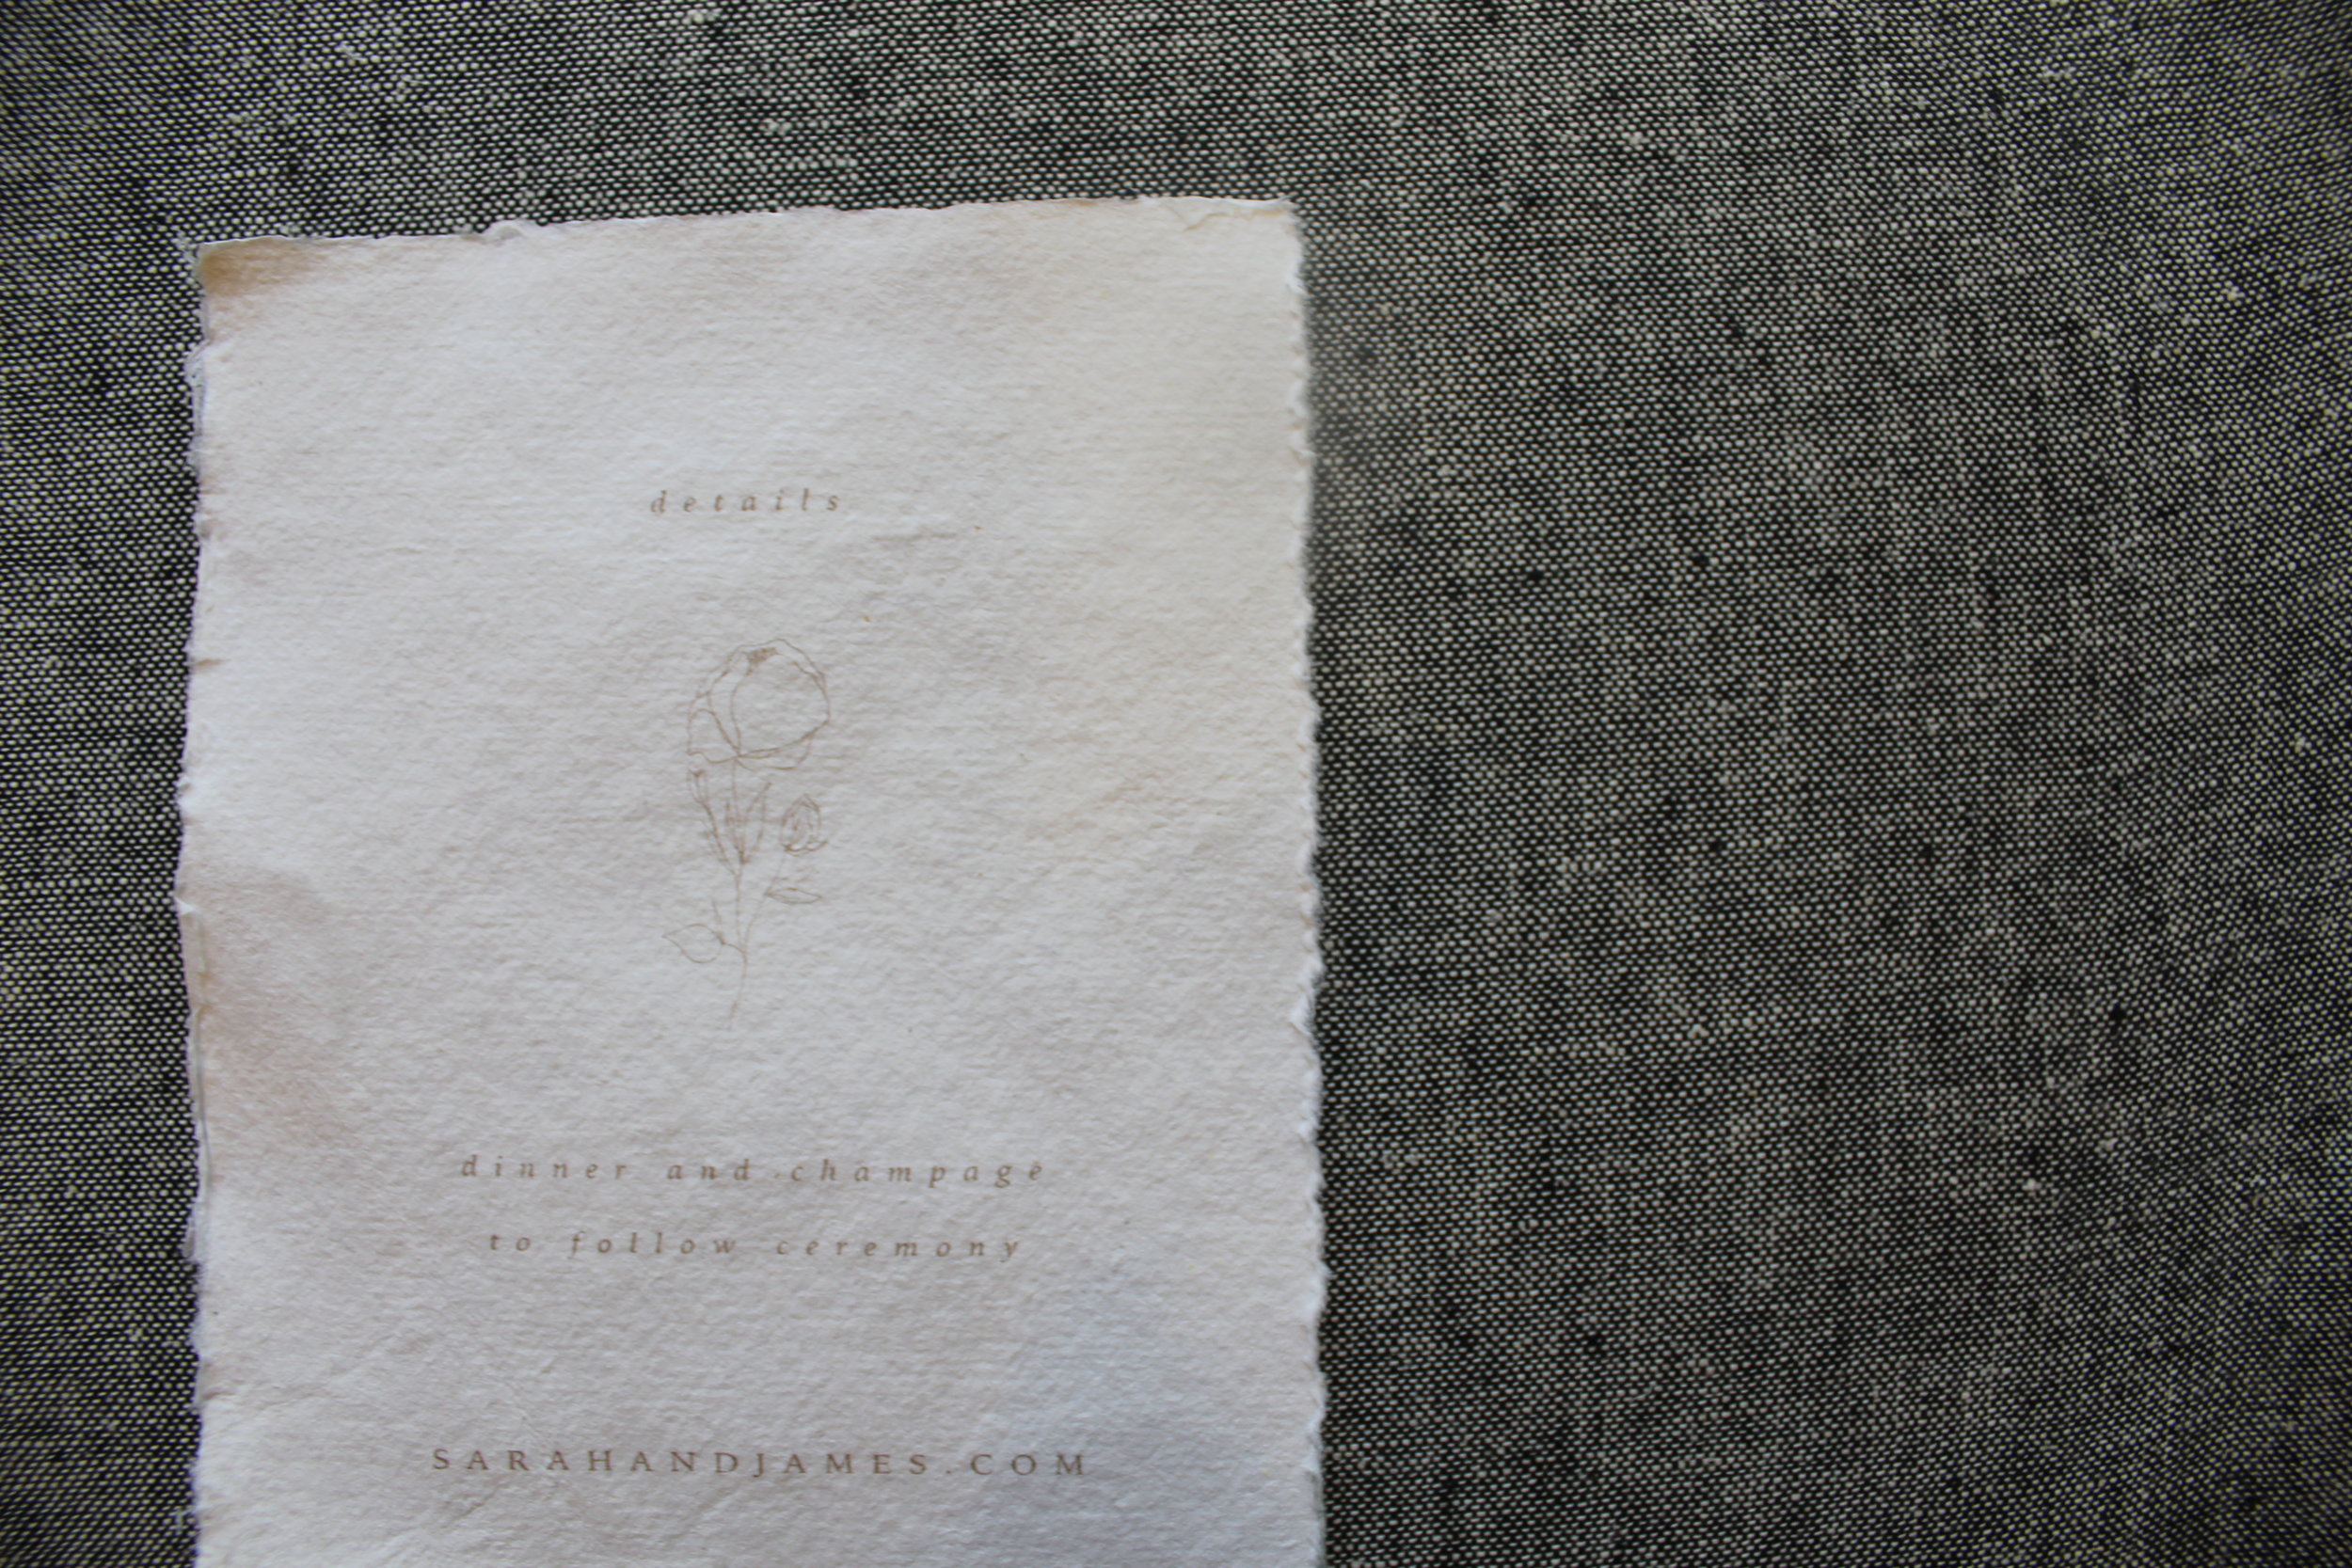 details
dinner and champage
to follow ceremony
SARAHANDJAMES.COM